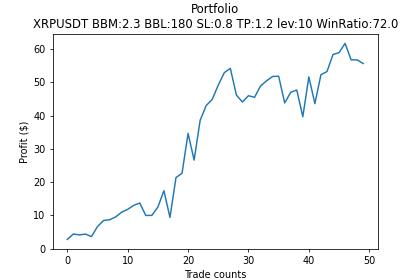 Portfolio
XRPUSDT BBM:2.3 BBL:180 SL:0.8 TP:1.2 lev:10 WinRatio:72.0
60
50
40
30
20
10
0
Profit ($)
0 10 20 30 40 50
Trade counts